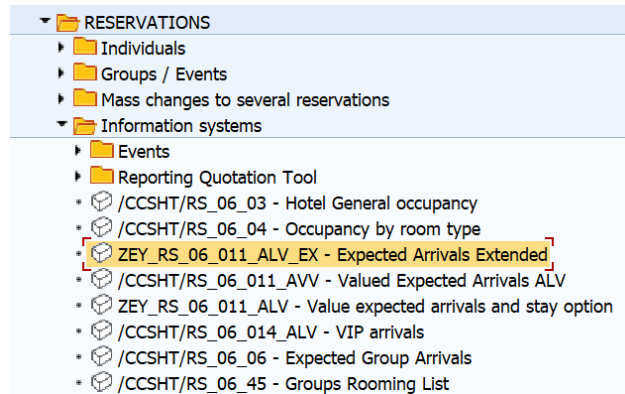 RESERVATIONS
Individuals
Groups / Events
Mass changes to several reservations
Information systems
Events
Reporting Quotation Tool
/CCSHT/RS_06_03 - Hotel General occupancy
/CCSHT/RS_06_04 - Occupancy by room type
ZEY_RS_06_011_ALV_EX - Expected Arrivals Extended
/CCSHT/RS_06_011_AVV - Valued Expected Arrivals ALV
ZEY_RS_06_011_ALV - Value expected arrivals and stay option
/CCSHT/RS_06_014_ALV - VIP arrivals
/CCSHT/RS_06_06 - Expected Group Arrivals
/CCSHT/RS_06_45 - Groups Rooming List